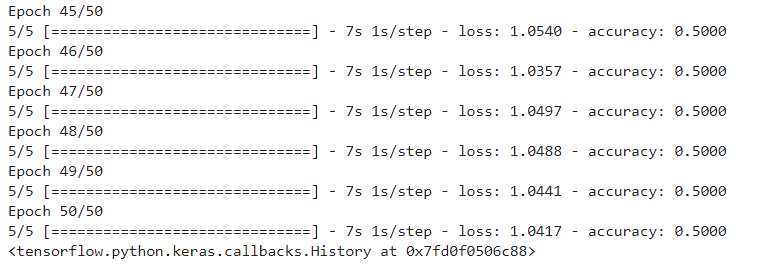 Epoch 45/50
5/5 [==============================] - 7s 1s/step - loss: 1.0540 - accuracy: 0.5000
Epoch 46/50
5/5 [==============================] - 7s 1s/step - loss: 1.0357 - accuracy: 0.5000
Epoch 47/50
5/5 [==============================] - 7s 1s/step - loss: 1.0497 - accuracy: 0.5000
Epoch 48/50
5/5 [==============================] - 7s 1s/step - loss: 1.0488 - accuracy: 0.5000
Epoch 49/50
5/5 [==============================] - 7s 1s/step - loss: 1.0441 - accuracy: 0.5000
Epoch 50/50
5/5 [==============================] - 7s 1s/step - loss: 1.0417 - accuracy: 0.5000
<tensorflow.python.keras.callbacks.History at 0x7fd0f0506c88>